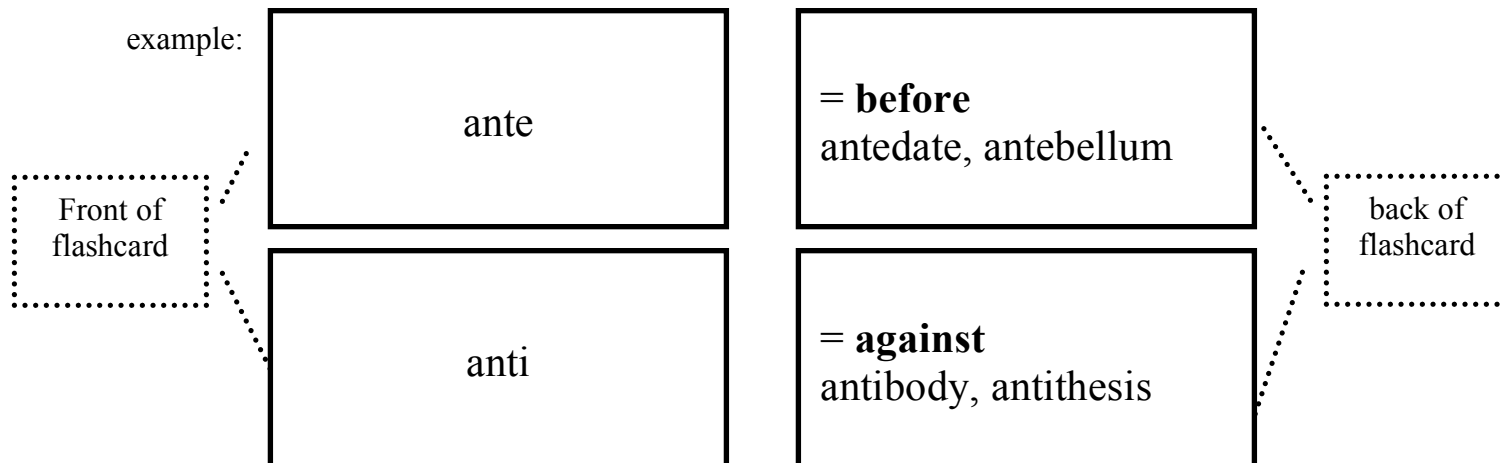 example:
ante
= before
antedate, antebellum
Front of
flashcard
back of
flashcard
anti
= against
antibody, antithesis